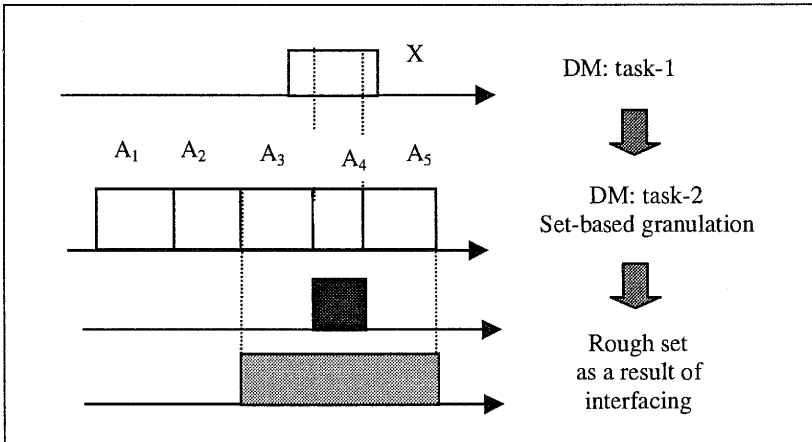 X
DM: task-1
A1 A2 A3 A4 A5
DM: task-2
Set-based granulation
Rough set
as a result of
interfacing